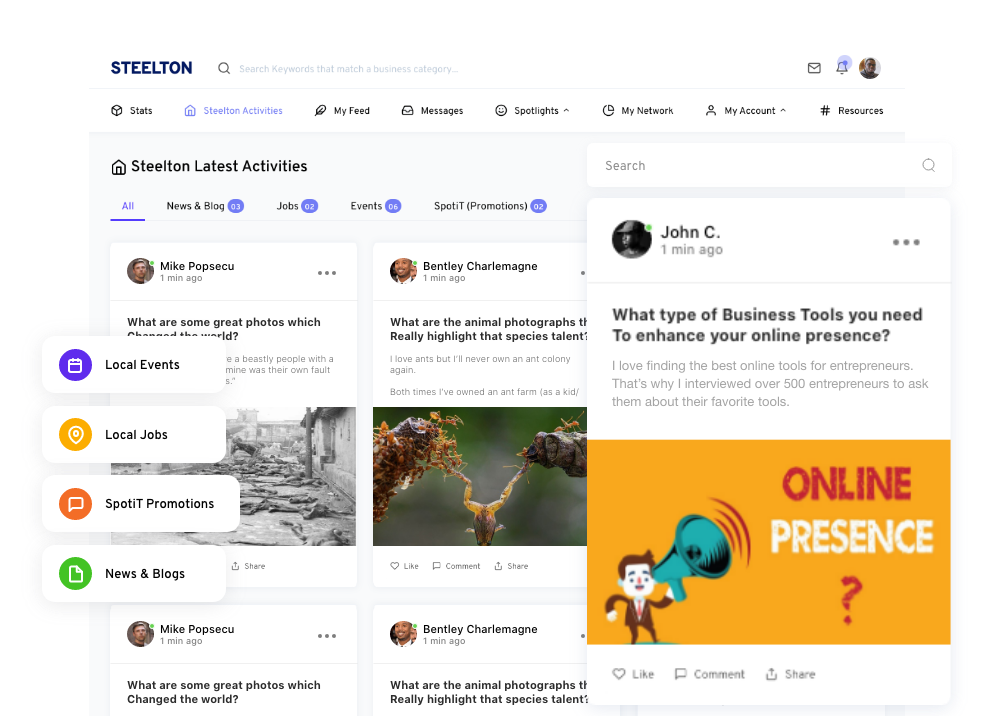 STEELTON
Search Keywords that match a business category...
Stats
Steelton Activities
My Feed
Messages
Spotlights
My Network
My Account
# Resources
Steelton Latest Activities
All
News & Blog 03
Jobs 02
Events 06
SpotiT (Promotions) 02
Mike Popsecu
1 min ago
What are some great photos which
Changed the world?
e a beastly people with a
mine was their own fault
s."
Share
Bentley Charlemagne
1 min ago
What are the animal photographs th
Really highlight that species talent?
I love ants but I'll never own an ant colony
again.
Both times I've owned an ant farm (as a kid/
Like
Comment
Share
Local Events
Local Jobs
SpotiT Promotions
News & Blogs
Mike Popsecu
1 min ago
What are some great photos which
Changed the world?
Bentley Charlemagne
1 min ago
What are the animal photographs th
Really highlight that species talent?
Search
John C.
1 min ago
What type of Business Tools you need
To enhance your online presence?
I love finding the best online tools for entrepreneurs.
That's why I interviewed over 500 entrepreneurs to ask
them about their favorite tools.
ONLINE
PRESENCE
?
Like
Comment
Share